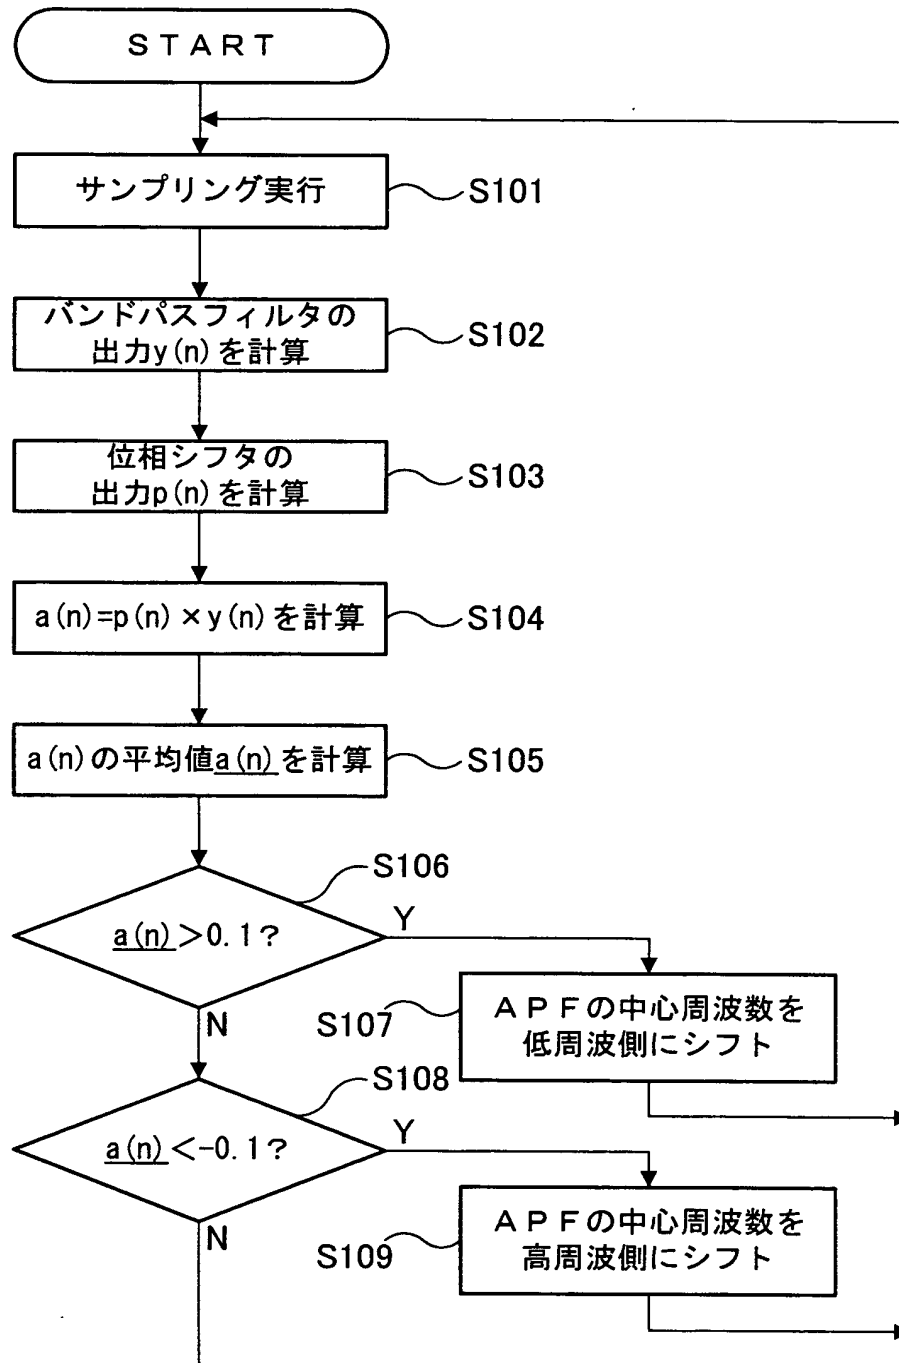 ＳＴＡＲＴ
サンプリング実行
S101
バンドパスフィルタの
出力y(n)を計算
S102
位相シフタの
出力p(n)を計算
S103
a(n)=p(n)×y(n)を計算
S104
a(n)の平均値a(n)を計算
S105
S106
a(n)>0.1?
Y
N
S107
ＡＰＦの中心周波数を
低周波側にシフト
S108
a(n)<-0.1?
Y
N
S109
ＡＰＦの中心周波数を
高周波側にシフト